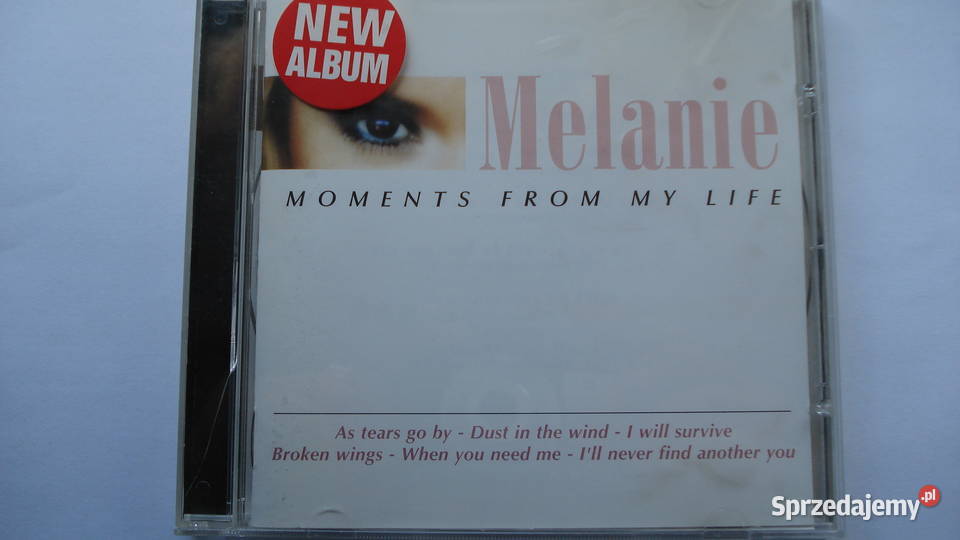 NEW
ALBUM
Melanie
MOMENTS FROM MY LIFE
As tears go by - Dust in the wind - I will survive
Broken wings - When you need me - I'll never find another you
Sprzedajemy.pl